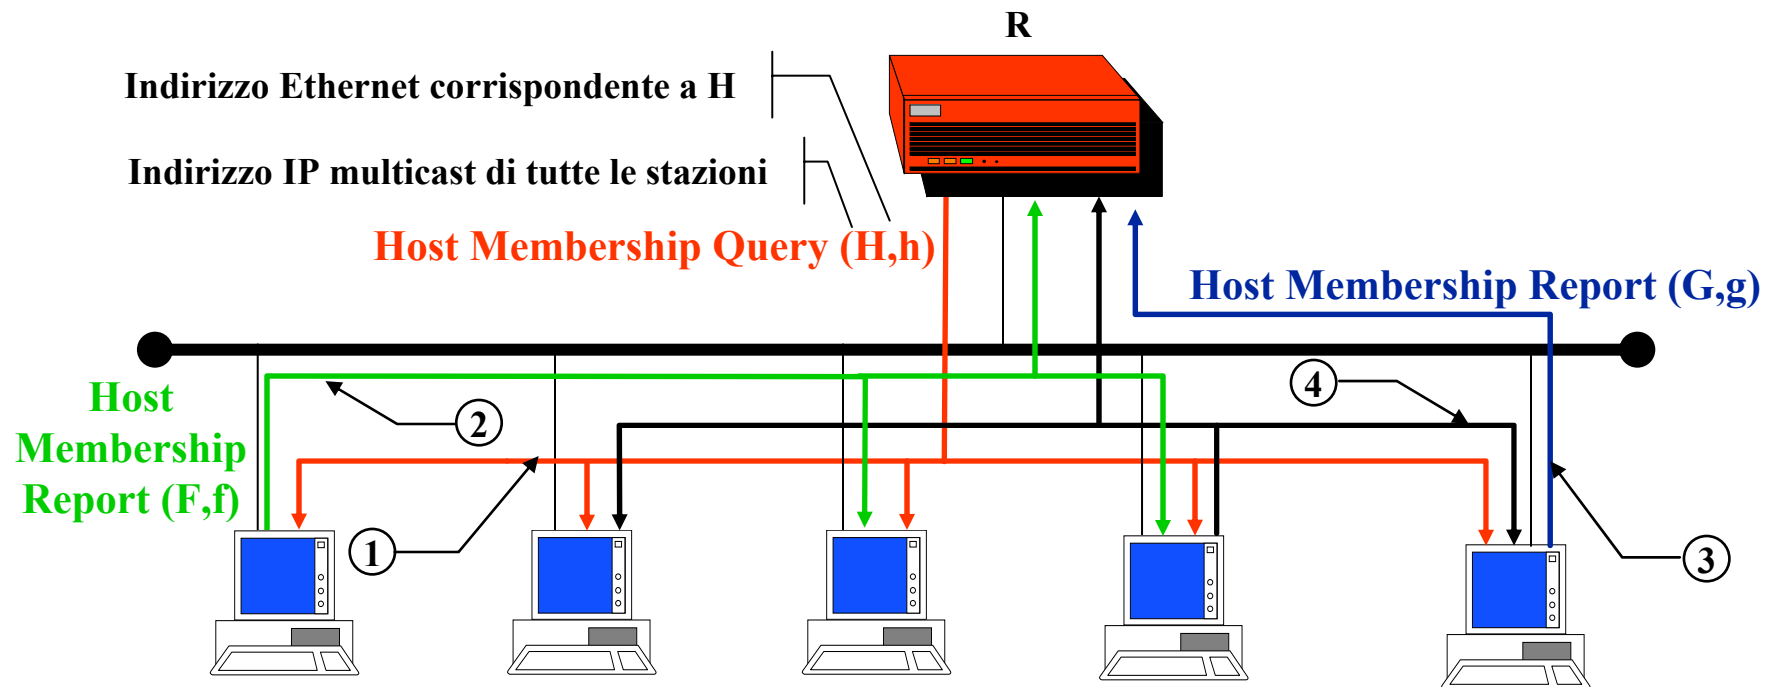 R
Indirizzo Ethernet corrispondente a H
Indirizzo IP multicast di tutte le stazioni
Host Membership Query (H,h)
Host Membership Report (G,g)
Host
Membership
Report (F,f)
2
4
1
3